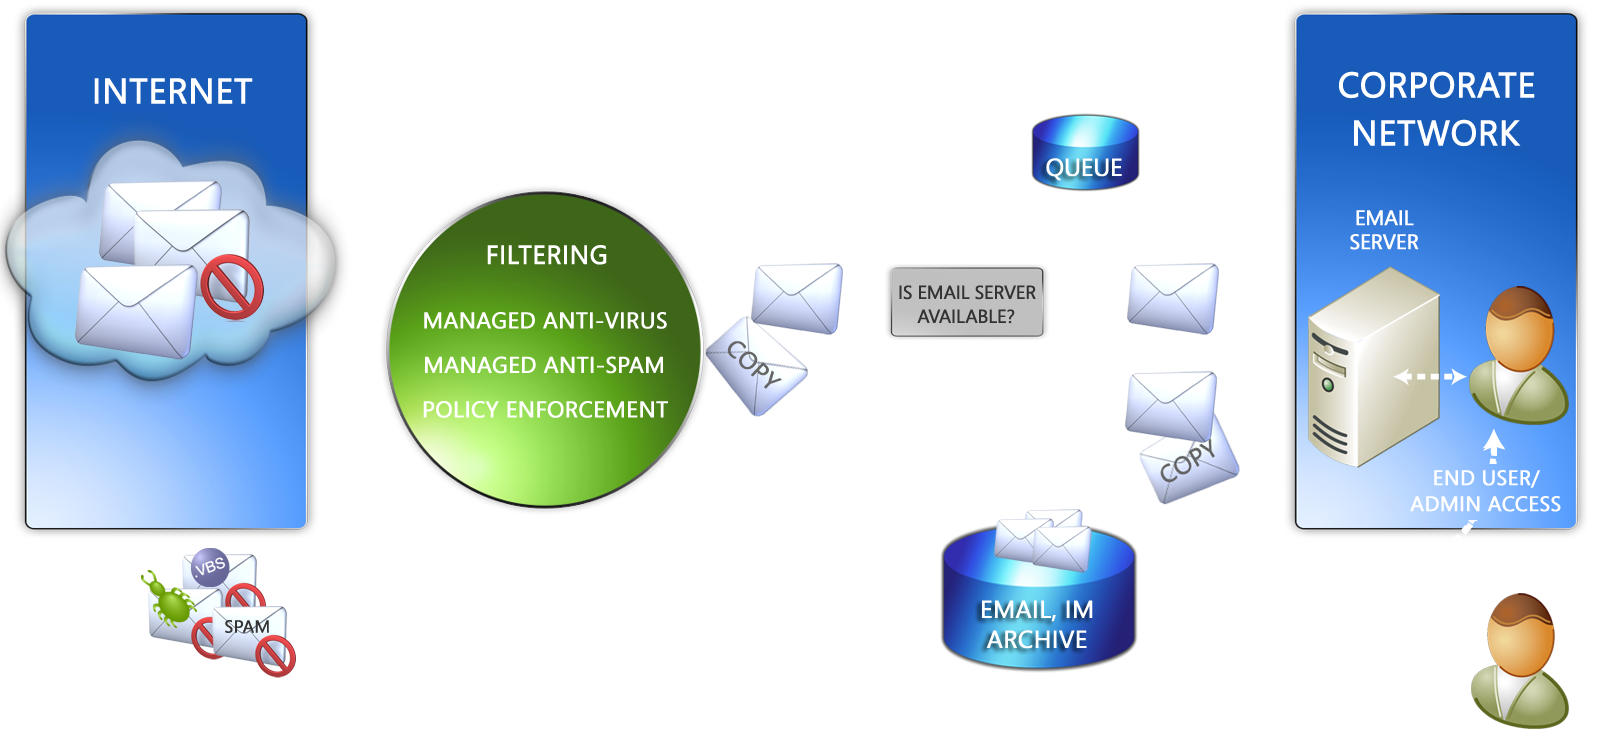 INTERNET
.VBS
SPAM
FILTERING
MANAGED ANTI-VIRUS
MANAGED ANTI-SPAM
POLICY ENFORCEMENT
COPY
IS EMAIL SERVER
AVAILABLE?
QUEUE
COPY
EMAIL, IM
ARCHIVE
CORPORATE
NETWORK
EMAIL
SERVER
END USER/
ADMIN ACCESS